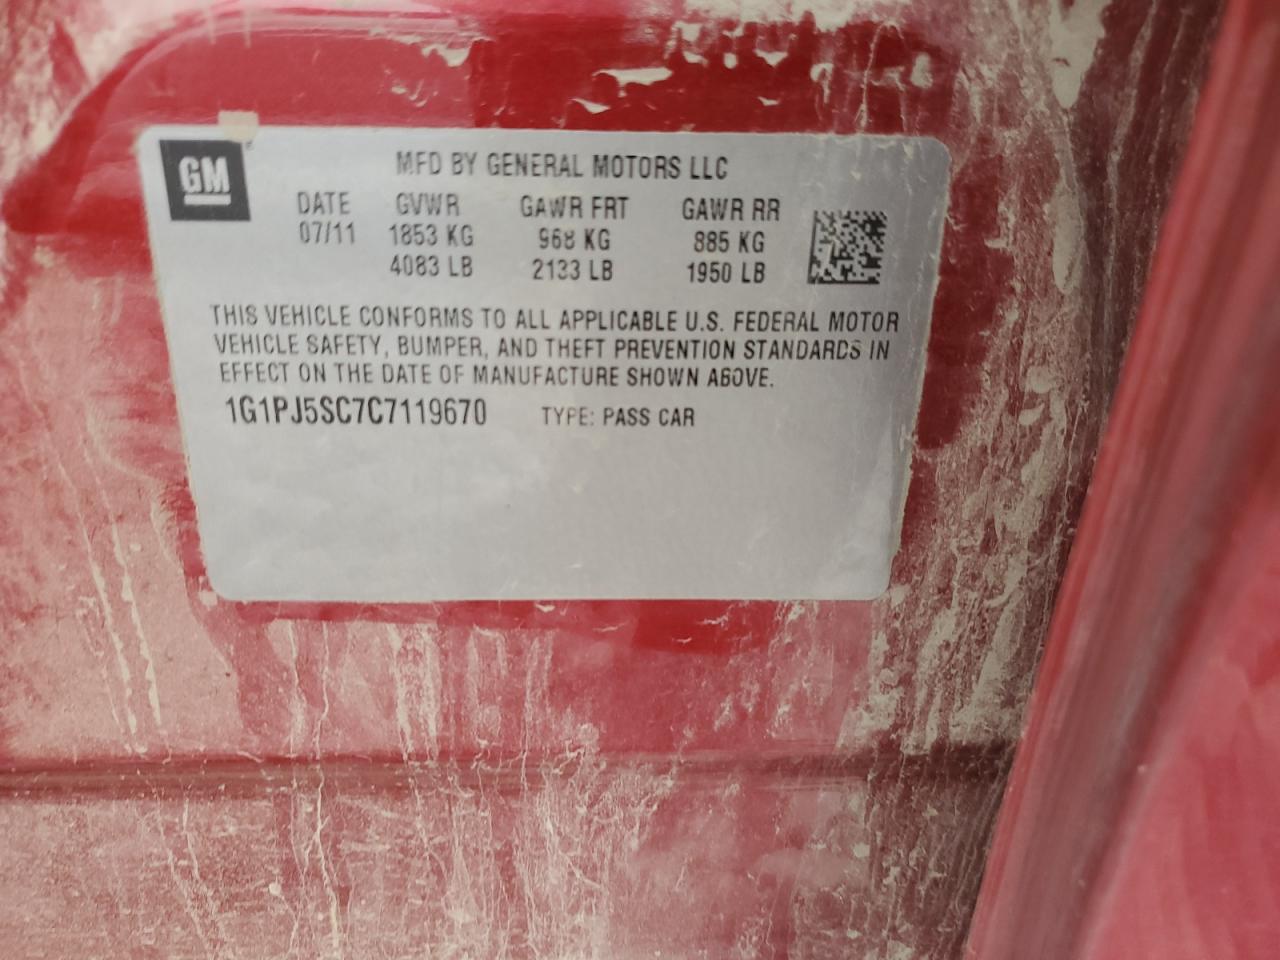 GM
MFD BY GENERAL MOTORS LLC
DATE GVWR GAWR FRT GAWR RR
07/11 1853 KG 968 KG 885 KG
4083 LB 2133 LB 1950 LB
THIS VEHICLE CONFORMS TO ALL APPLICABLE U.S. FEDERAL MOTOR
VEHICLE SAFETY, BUMPER, AND THEFT PREVENTION STANDARDS IN
EFFECT ON THE DATE OF MANUFACTURE SHOWN ABOVE.
1G1PJ5SC7C7119670 TYPE: PASS CAR